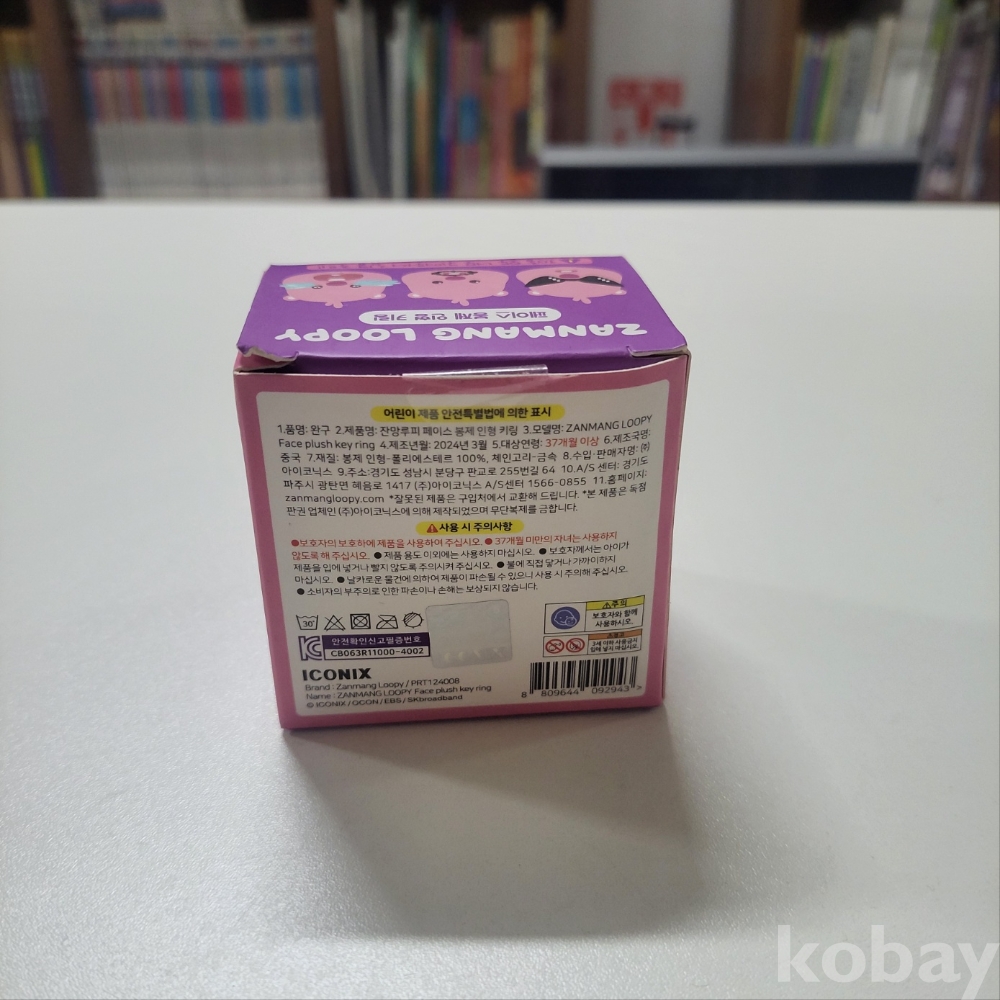 ZANMANG LOOPY
페이스 봉제 인형 키링
어린이 제품 안전특별법에 의한 표시
1.품명: 완구 2.제품명: 잔망루피 페이스 봉제 인형 키링 3.모델명: ZANMANG LOOPY
Face plush key ring 4.제조년월: 2024년 3월 5.대상연령: 37개월 이상 6.제조국명:
중국 7.재질: 봉제 인형-폴리에스테르 100%, 체인고리-금속 8.수입·판매자명: ㈜
아이코닉스 9.주소:경기도 성남시 분당구 판교로 255번길 64 10.A/S 센터: 경기도
파주시 광탄면 혜음로 1417 (주)아이코닉스 A/S센터 1566-0855 11.홈페이지:
zanmangloopy.com *잘못된 제품은 구입처에서 교환해 드립니다. *본 제품은 독점
판권 업체인 (주)아이코닉스에 의해 제작되었으며 무단복제를 금합니다.
⚠사용 시 주의사항
●보호자의 보호하에 제품을 사용하여 주십시오. ● 37개월 미만의 자녀는 사용하지
않도록 해 주십시오. ● 제품 용도 이외에는 사용하지 마십시오. ● 보호자께서는 아이가
제품을 입에 넣거나 빨지 않도록 주의시켜 주십시오. ● 불에 직접 닿거나 가까이하지
마십시오. ● 날카로운 물건에 의하여 제품이 파손될 수 있으니 사용 시 주의해 주십시오.
● 소비자의 부주의로 인한 파손이나 손해는 보상되지 않습니다.
30°
안전확인신고필증번호
CB063R11000-4002
⚠주의
보호자와 함께
사용하시오.
3세 이하 사용금지
입에 넣지 마십시오.
ICONIX
Brand : Zanmang Loopy / PRT124008
Name : ZANMANG LOOPY Face plush key ring
© ICONIX / OCON / EBS / SKbroadband
8 809644 092943 >
kobay